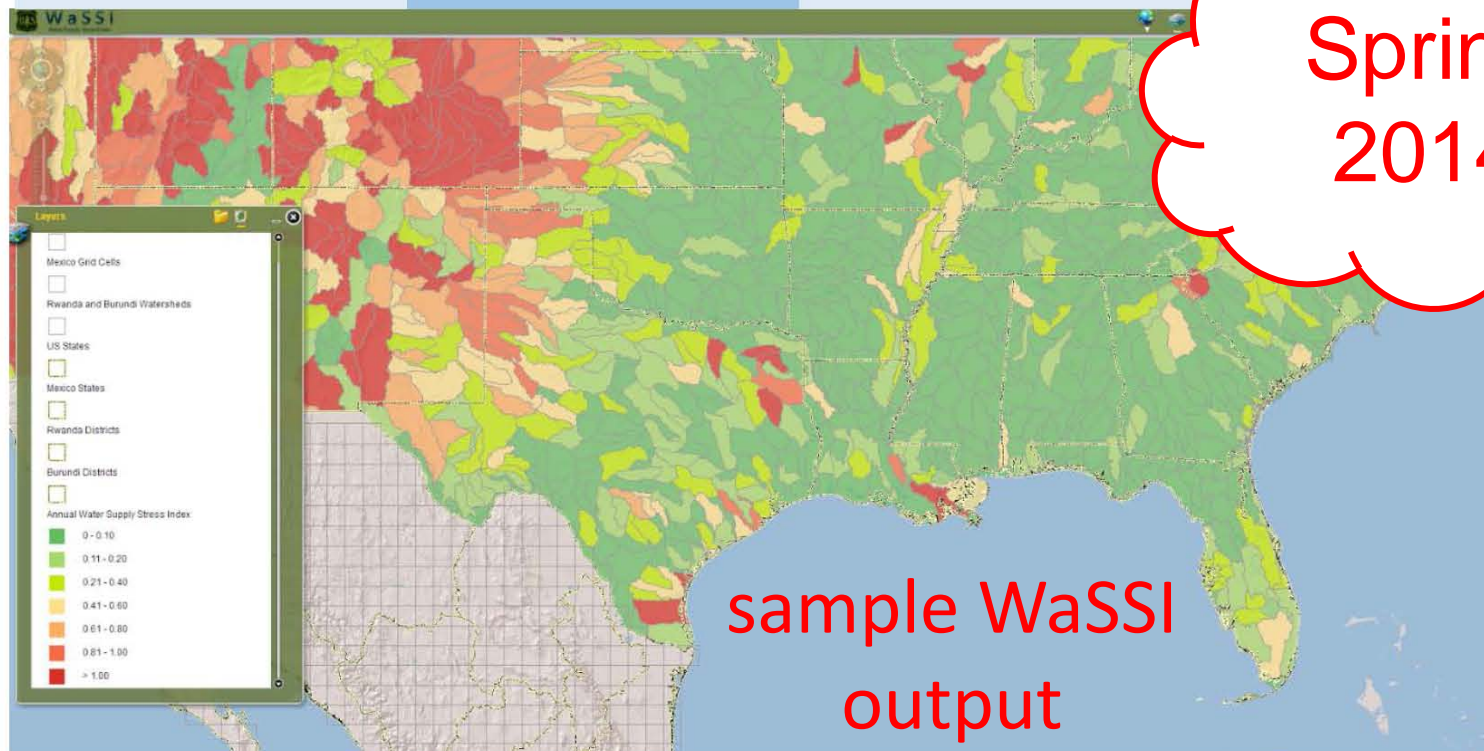 WaSSI
Sprin
2014
Layers
Mexico Grid Cells
Rwanda and Burundi Watersheds
US States
Mexico States
Rwanda Districts
Burundi Districts
Annual Water Supply Stress Index
0 - 0.10
0.11 - 0.20
0.21 - 0.40
0.41 - 0.60
0.61 - 0.80
0.81 - 1.00
> 1.00
sample WaSSI
output